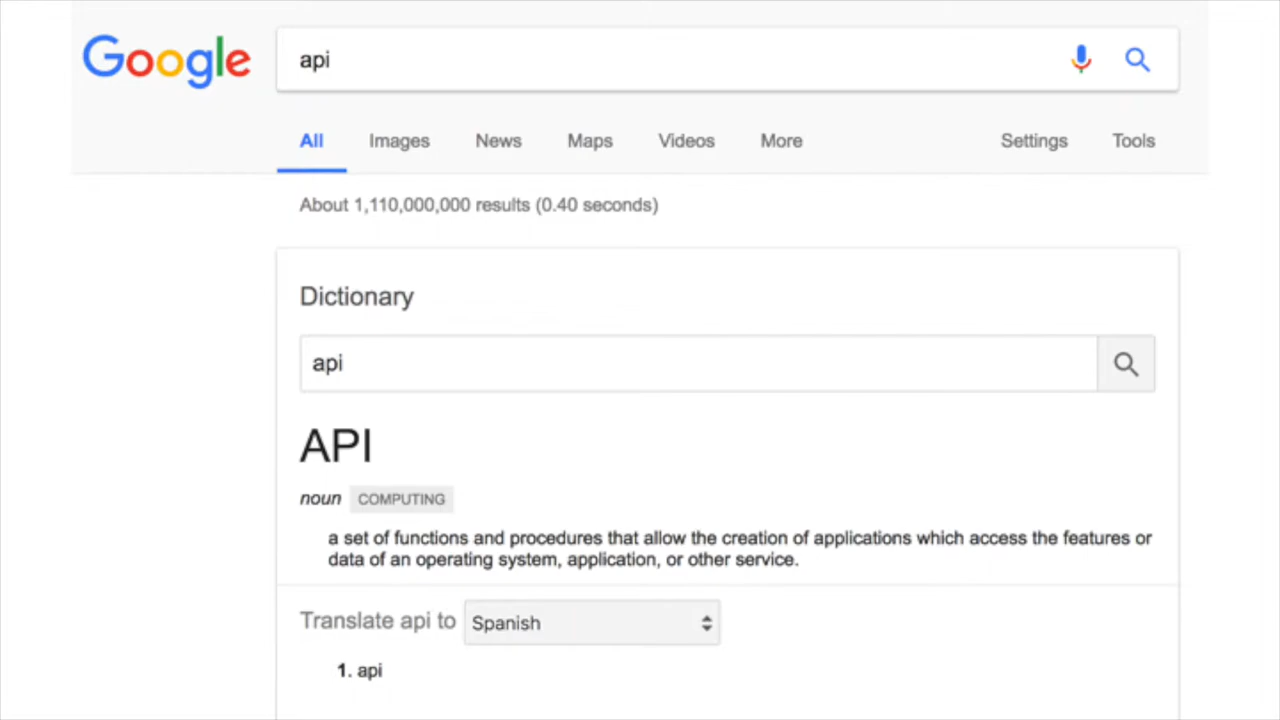 Google api
All Images News Maps Videos More Settings Tools
About 1,110,000,000 results (0.40 seconds)
Dictionary
api
API
noun COMPUTING
a set of functions and procedures that allow the creation of applications which access the features or
data of an operating system, application, or other service.
Translate api to Spanish
1. api